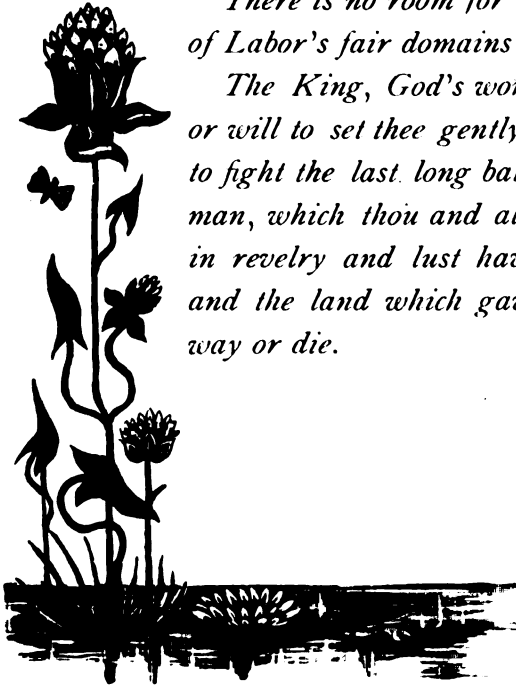 There is no room for
of Labor's fair domains
The King, God's
or will to set thee gently
to fight the last long
man, which thou and
in revelry and lust
and the land which
way or die.